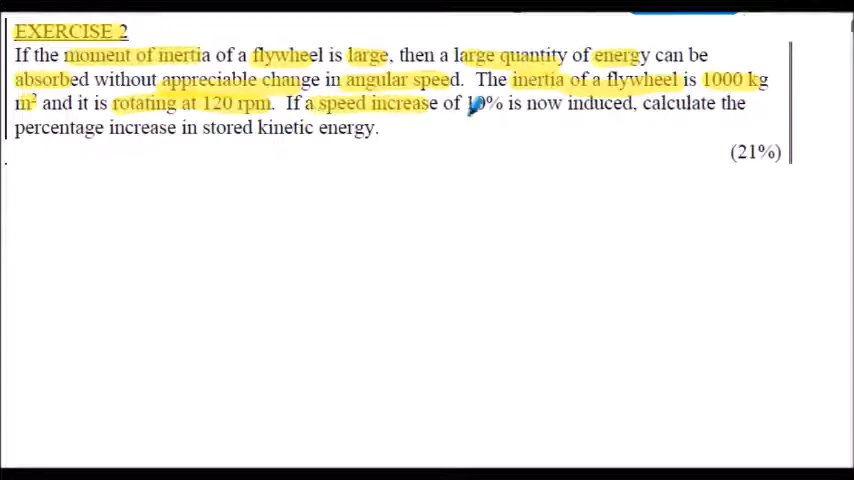 EXERCISE 2
If the moment of inertia of a flywheel is large, then a large quantity of energy can be
absorbed without appreciable change in angular speed. The inertia of a flywheel is 1000 kg
m² and it is rotating at 120 rpm. If a speed increase of 10% is now induced, calculate the
percentage increase in stored kinetic energy.
(21%)